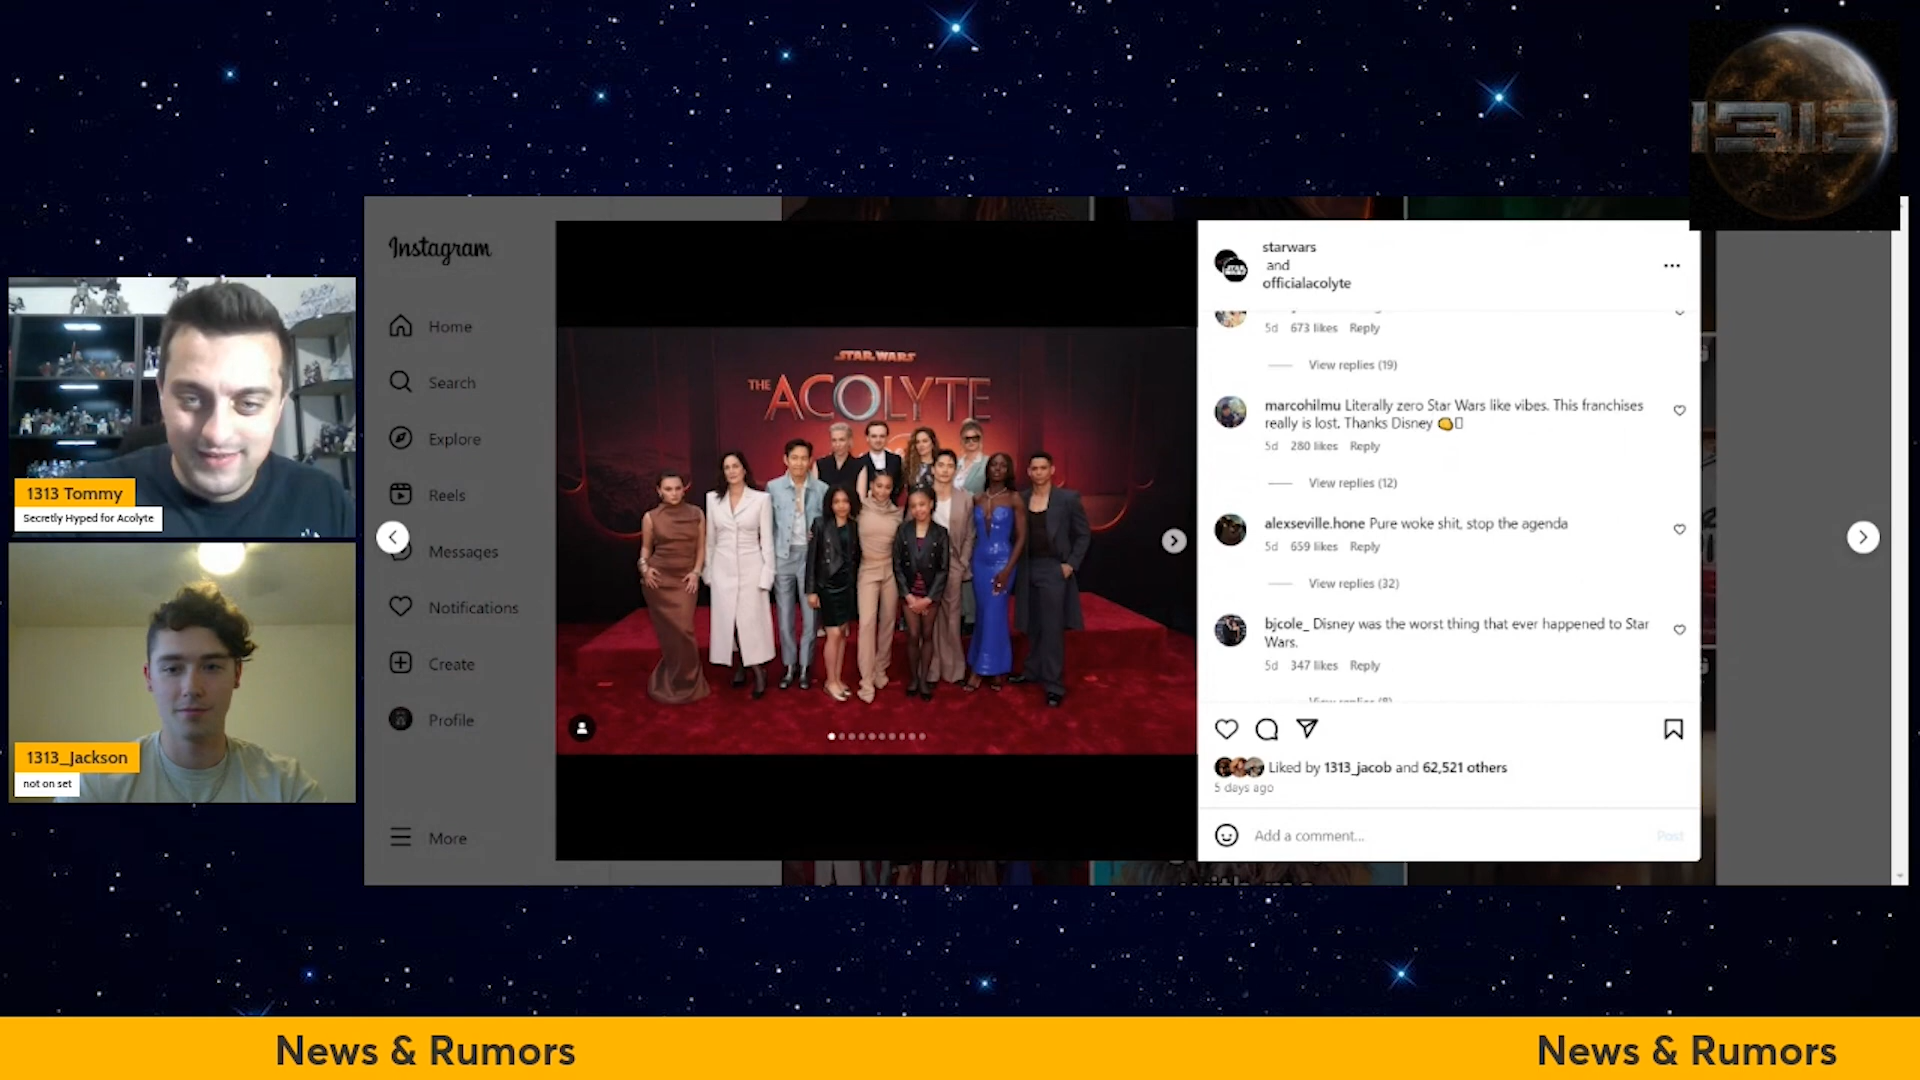 1313
Instagram
Home
Search
Explore
Reels
Messages
Notifications
Create
Profile
More
STAR WARS
THE ACOLYTE
starwars
and
officialacolyte
5d 673 likes Reply
View replies (19)
marcohilmu Literally zero Star Wars like vibes. This franchises
really is lost. Thanks Disney
5d 280 likes Reply
View replies (12)
alexseville.hone Pure woke shit, stop the agenda
5d 659 likes Reply
View replies (32)
bjcole_ Disney was the worst thing that ever happened to Star
Wars.
5d 347 likes Reply
Liked by 1313_jacob and 62,521 others
5 days ago
Add a comment...
Post
1313 Tommy
Secretly Hyped for Acolyte
1313_Jackson
not on set
News & Rumors
News & Rumors